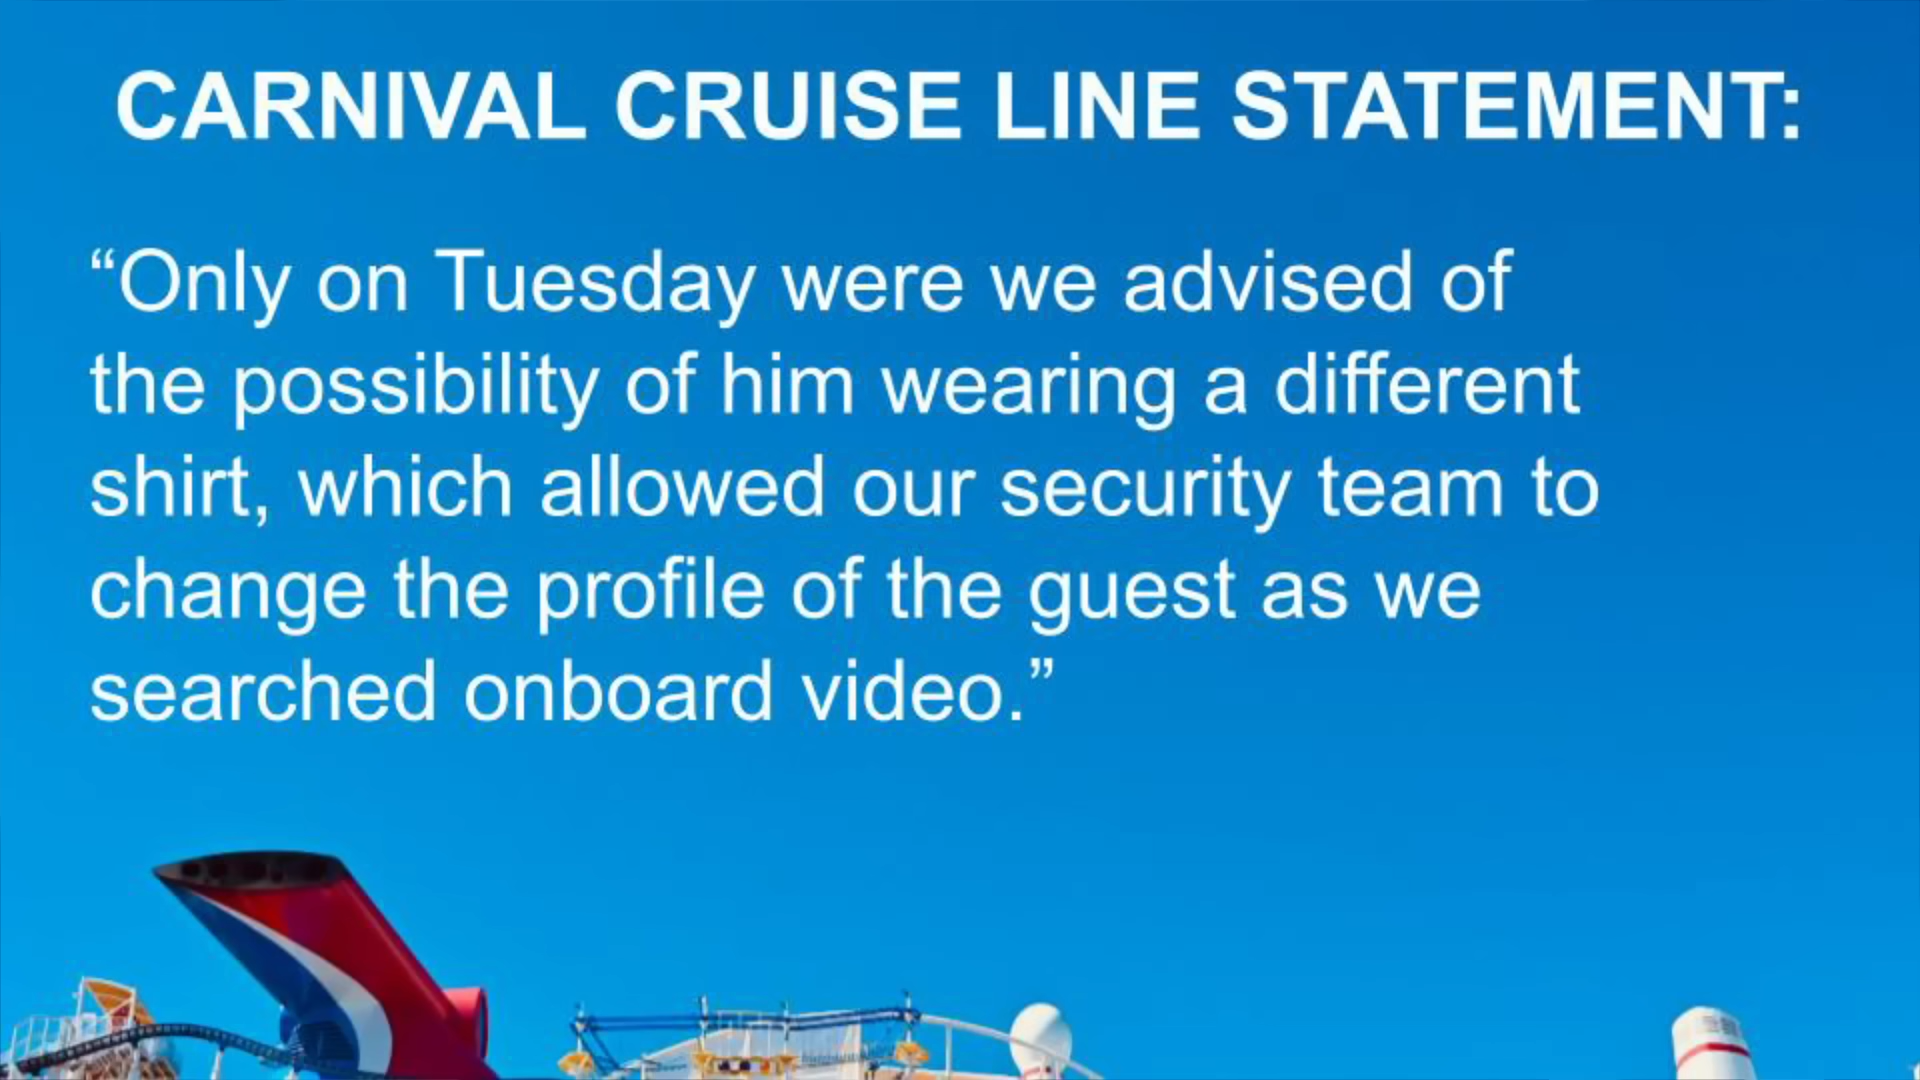 CARNIVAL CRUISE LINE STATEMENT:
“Only on Tuesday were we advised of
the possibility of him wearing a different
shirt, which allowed our security team to
change the profile of the guest as we
searched onboard video.”